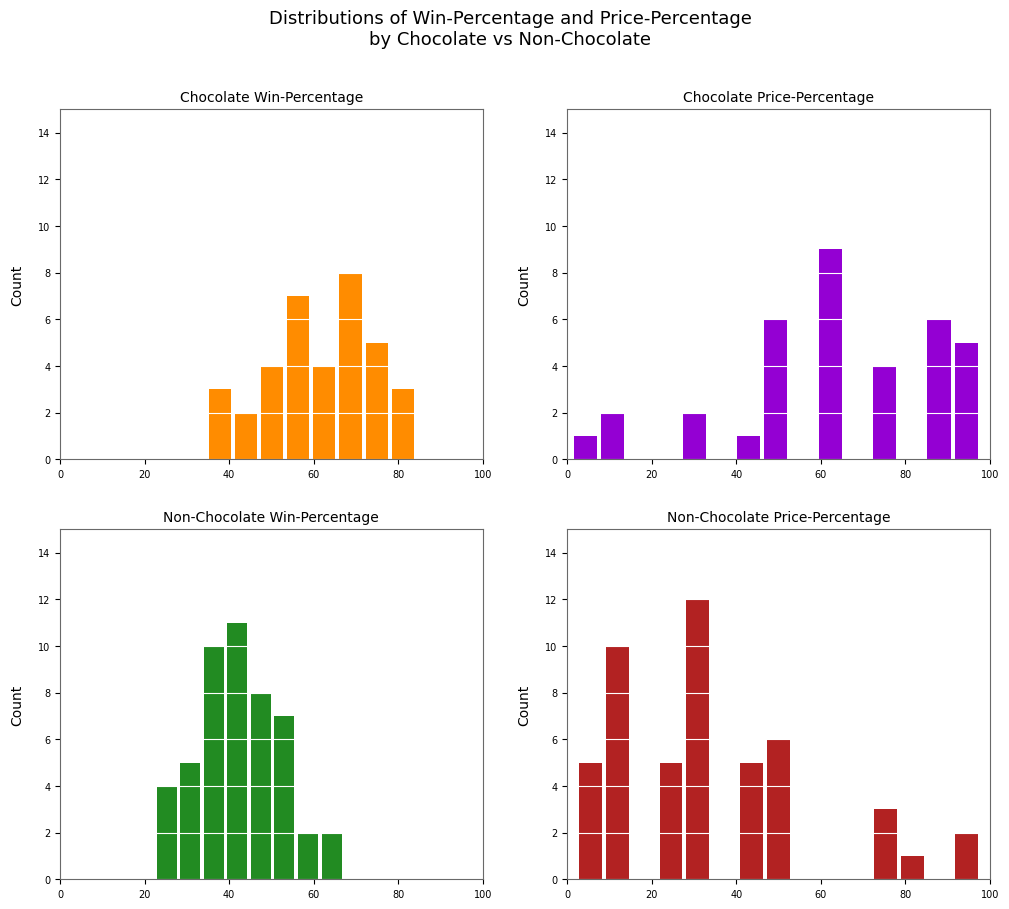 Distributions of Win-Percentage and Price-Percentage
by Chocolate vs Non-Chocolate
Chocolate Win-Percentage
Count
14
12
10
8
6
4
2
0
0 20 40 60 80 100
Chocolate Price-Percentage
Count
14
12
10
8
6
4
2
0
0 20 40 60 80 100
Non-Chocolate Win-Percentage
Count
14
12
10
8
6
4
2
0
0 20 40 60 80 100
Non-Chocolate Price-Percentage
Count
14
12
10
8
6
4
2
0
0 20 40 60 80 100